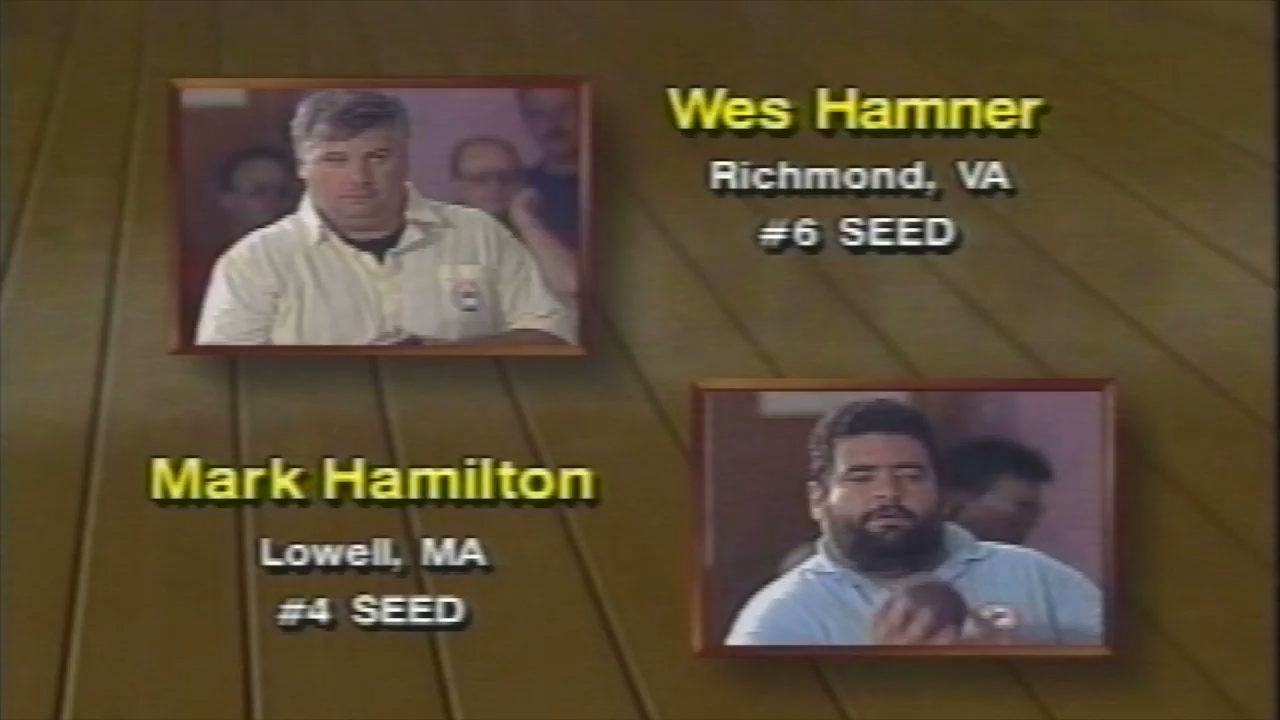 Wes Hamner
Richmond, VA
#6 SEED
Mark Hamilton
Lowell, MA
#4 SEED